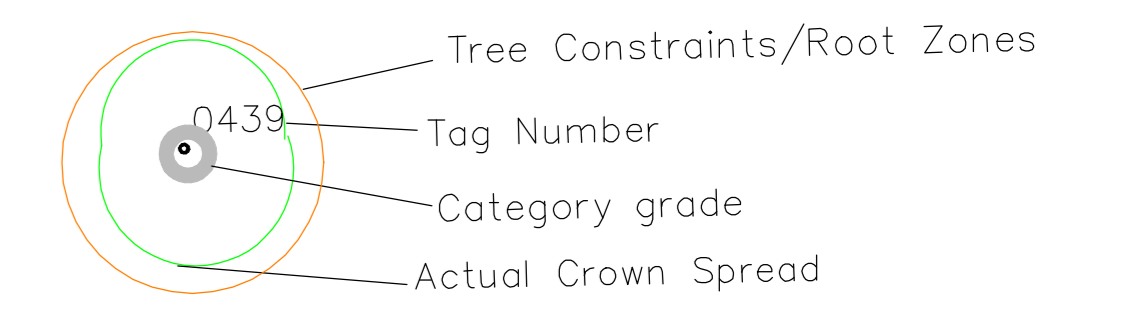 Tree Constraints/Root Zones
0439
Tag Number
Category grade
Actual Crown Spread